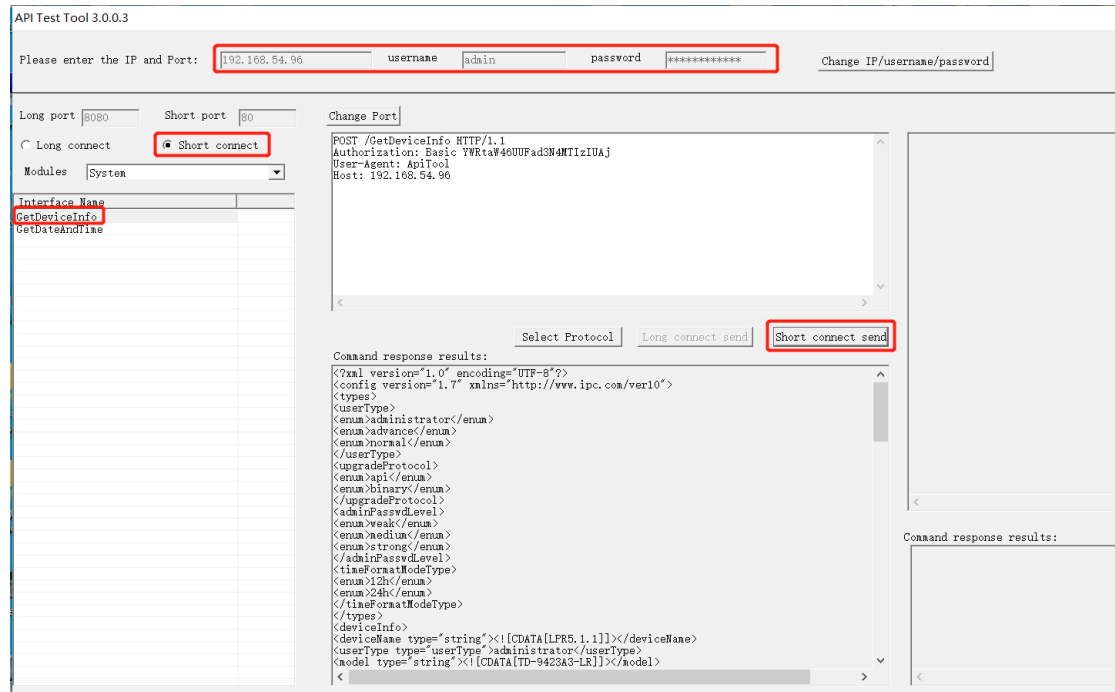 API Test Tool 3.0.0.3
Please enter the IP and Port: 192.168.54.96 username admin password ************ Change IP/username/password
Long port 8080 Short port 80 Change Port
Long connect Short connect
Modules System
Interface Name
GetDeviceInfo
GetDateAndTime
POST /GetDeviceInfo HTTP/1.1
Authorization: Basic YWRtaW46UUFad3N4MTIzIUAj
User-Agent: ApiTool
Host: 192.168.54.96
Select Protocol Long connect send Short connect send
Command response results:
<?xml version="1.0" encoding="UTF-8"?>
<config version="1.7" xmlns="http://www.ipc.com/ver10">
<types>
<userType>
<enum>administrator</enum>
<enum>advance</enum>
<enum>normal</enum>
</userType>
<upgradeProtocol>
<enum>api</enum>
<enum>binary</enum>
</upgradeProtocol>
<adminPasswdLevel>
<enum>weak</enum>
<enum>medium</enum>
<enum>strong</enum>
</adminPasswdLevel>
<timeFormatModeType>
<enum>12h</enum>
<enum>24h</enum>
</timeFormatModeType>
</types>
<deviceInfo>
<deviceName type="string"><![CDATA[LPR5.1.1]]></deviceName>
<userType type="userType">administrator</userType>
<model type="string"><![CDATA[TD-9423A3-LR]]></model>
Command response results: